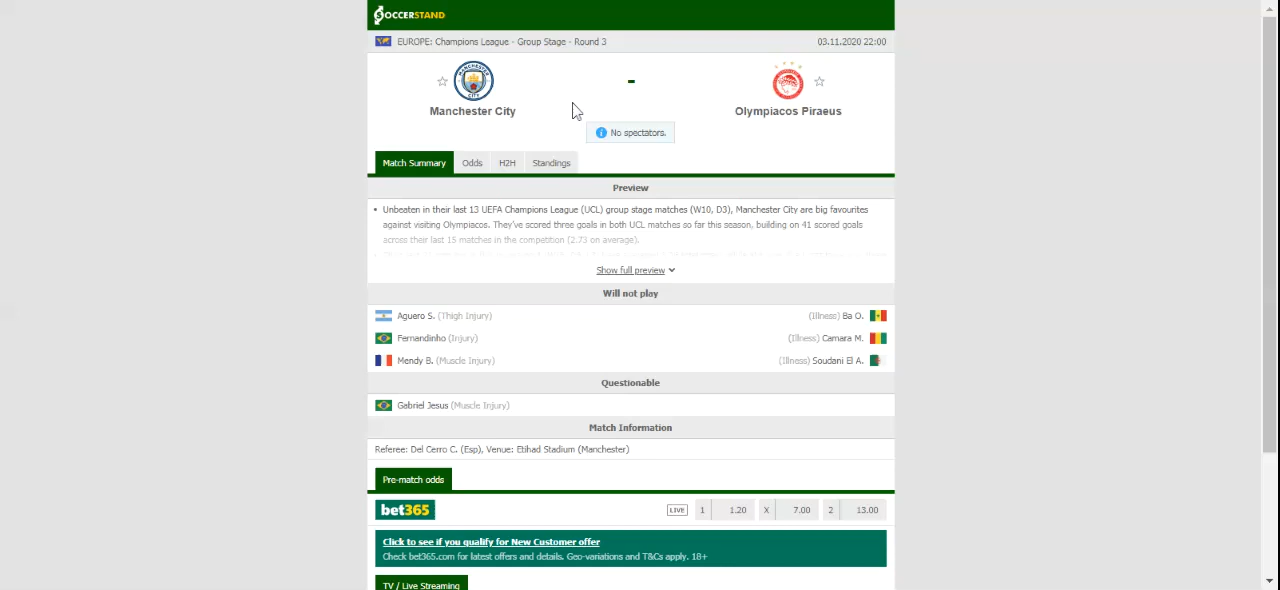 SOCCERSTAND
EUROPE: Champions League - Group Stage - Round 3 03.11.2020 22:00
Manchester City - Olympiacos Piraeus
No spectators.
Match Summary Odds H2H Standings
Preview
• Unbeaten in their last 13 UEFA Champions League (UCL) group stage matches (W10, D3), Manchester City are big favourites
against visiting Olympiacos. They've scored three goals in both UCL matches so far this season, building on 41 scored goals
across their last 15 matches in the competition (2.73 on average).
Show full preview
Will not play
Aguero S. (Thigh Injury) (Illness) Ba O.
Fernandinho (Injury) (Illness) Camara M.
Mendy B. (Muscle Injury) (Illness) Soudani El A.
Questionable
Gabriel Jesus (Muscle Injury)
Match Information
Referee: Del Cerro C. (Esp), Venue: Etihad Stadium (Manchester)
Pre-match odds
bet365 LIVE 1 1.20 X 7.00 2 13.00
Click to see if you qualify for New Customer offer
Check bet365.com for latest offers and details. Geo-variations and T&Cs apply. 18+
TV / Live Streaming